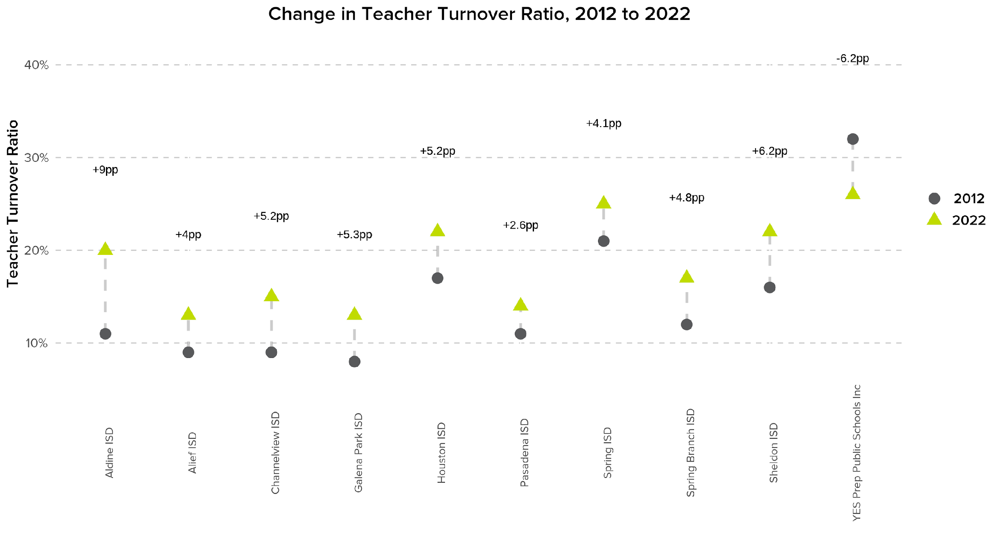 Change in Teacher Turnover Ratio, 2012 to 2022
Teacher Turnover Ratio
40%
30%
20%
10%
+9pp
+4pp
+5.2pp
+5.3pp
+5.2pp
+2.6pp
+4.1pp
+4.8pp
+6.2pp
-6.2pp
2012
2022
Aldine ISD
Alief ISD
Channelview ISD
Galena Park ISD
Houston ISD
Pasadena ISD
Spring ISD
Spring Branch ISD
Sheldon ISD
YES Prep Public Schools Inc